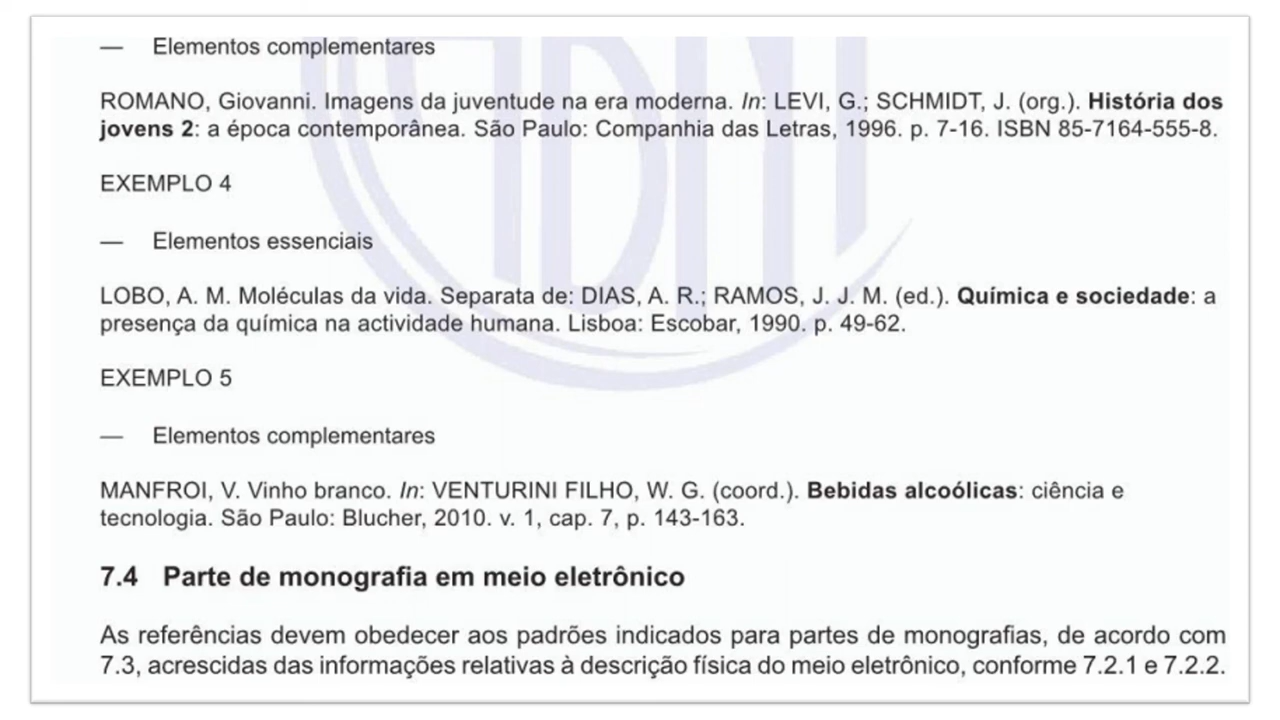 — Elementos complementares
ROMANO, Giovanni. Imagens da juventude na era moderna. In: LEVI, G.; SCHMIDT, J. (org.). História dos
jovens 2: a época contemporânea. São Paulo: Companhia das Letras, 1996. p. 7-16. ISBN 85-7164-555-8.
EXEMPLO 4
— Elementos essenciais
LOBO, A. M. Moléculas da vida. Separata de: DIAS, A. R.; RAMOS, J. J. M. (ed.). Química e sociedade: a
presença da química na actividade humana. Lisboa: Escobar, 1990. p. 49-62.
EXEMPLO 5
— Elementos complementares
MANFROI, V. Vinho branco. In: VENTURINI FILHO, W. G. (coord.). Bebidas alcoólicas: ciência e
tecnologia. São Paulo: Blucher, 2010. v. 1, cap. 7, p. 143-163.
7.4 Parte de monografia em meio eletrônico
As referências devem obedecer aos padrões indicados para partes de monografias, de acordo com
7.3, acrescidas das informações relativas à descrição física do meio eletrônico, conforme 7.2.1 e 7.2.2.